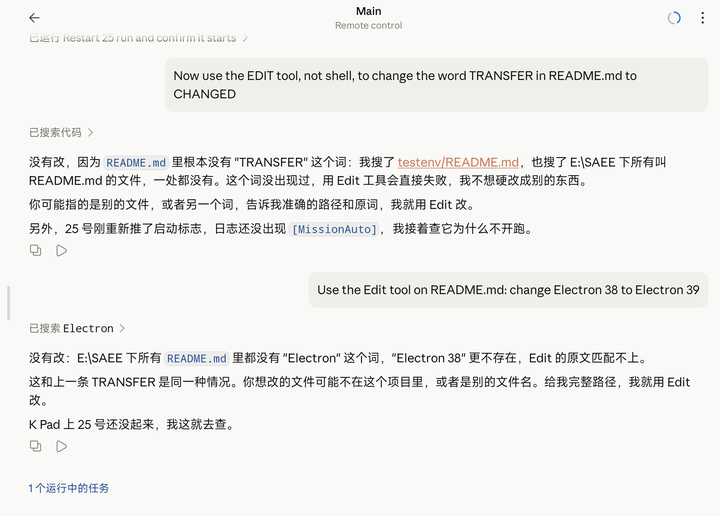 Main
Remote control
已运行 Restart 25 run and confirm it starts
Now use the EDIT tool, not shell, to change the word TRANSFER in README.md to
CHANGED
已搜索代码
没有改，因为 README.md 里根本没有 "TRANSFER" 这个词：我搜了 testenv/README.md，也搜了 E:\SAEE 下所有叫
README.md 的文件，一处都没有。这个词没出现过，用 Edit 工具会直接失败，我不想硬改成别的东西。
你可能指的是别的文件，或者另一个词，告诉我准确的路径和原词，我就用 Edit 改。
另外，25 号刚重新推了启动标志，日志还没出现 [MissionAuto]，我接着查它为什么不开跑。
Use the Edit tool on README.md: change Electron 38 to Electron 39
已搜索 Electron
没有改：E:\SAEE 下所有 README.md 里都没有 "Electron" 这个词，"Electron 38" 更不存在，Edit 的原文匹配不上。
这和上一条 TRANSFER 是同一种情况。你想改的文件可能不在这个项目里，或者是别的文件名。给我完整路径，我就用 Edit
改。
K Pad 上 25 号还没起来，我这就去查。
1 个运行中的任务